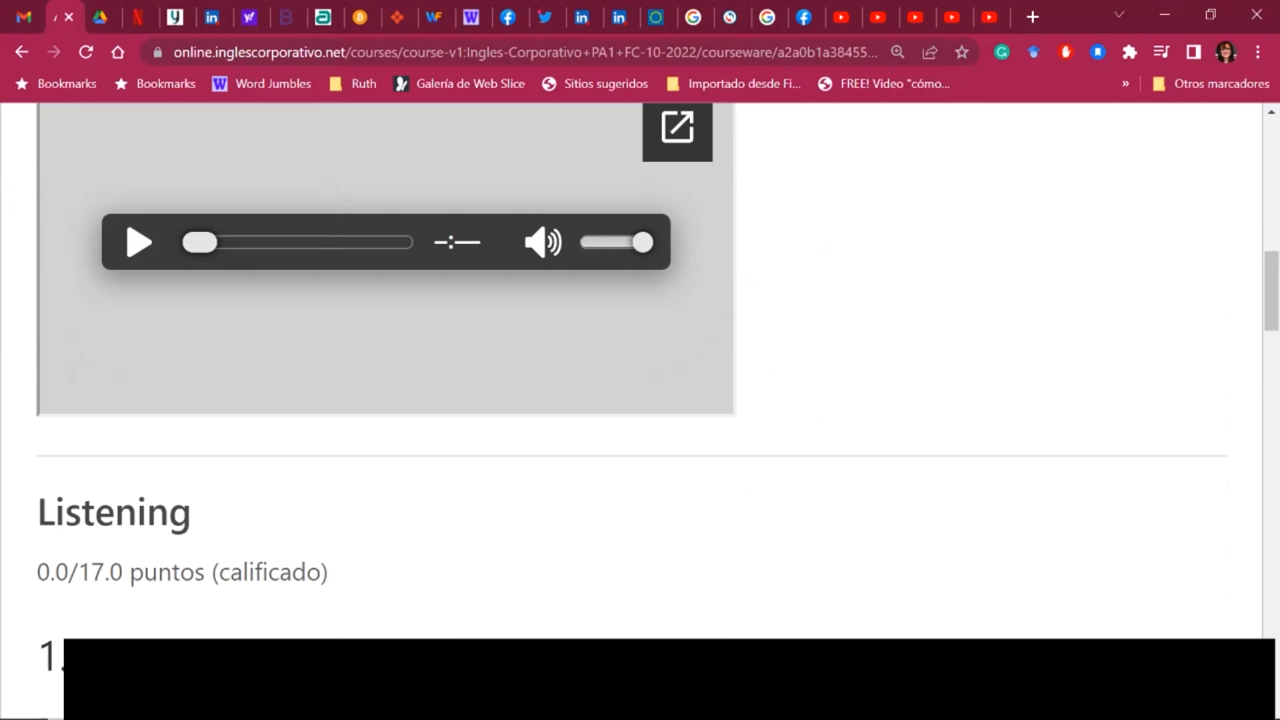 online.inglescorporativo.net/courses/course-v1:Ingles-Corporativo+PA1+FC-10-2022/courseware/a2a0b1a38455...
Bookmarks Bookmarks Word Jumbles Ruth Galería de Web Slice Sitios sugeridos Importado desde Fi... FREE! Video "cómo... » Otros marcadores
-:--
Listening
0.0/17.0 puntos (calificado)
1.